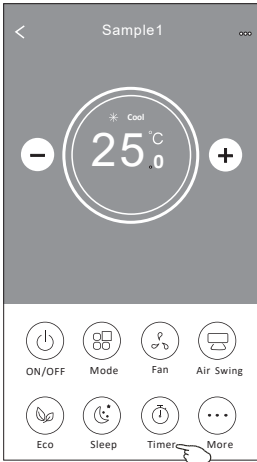 Sample1
Cool
25.0 °C
ON/OFF Mode Fan Air Swing
Eco Sleep Timer More